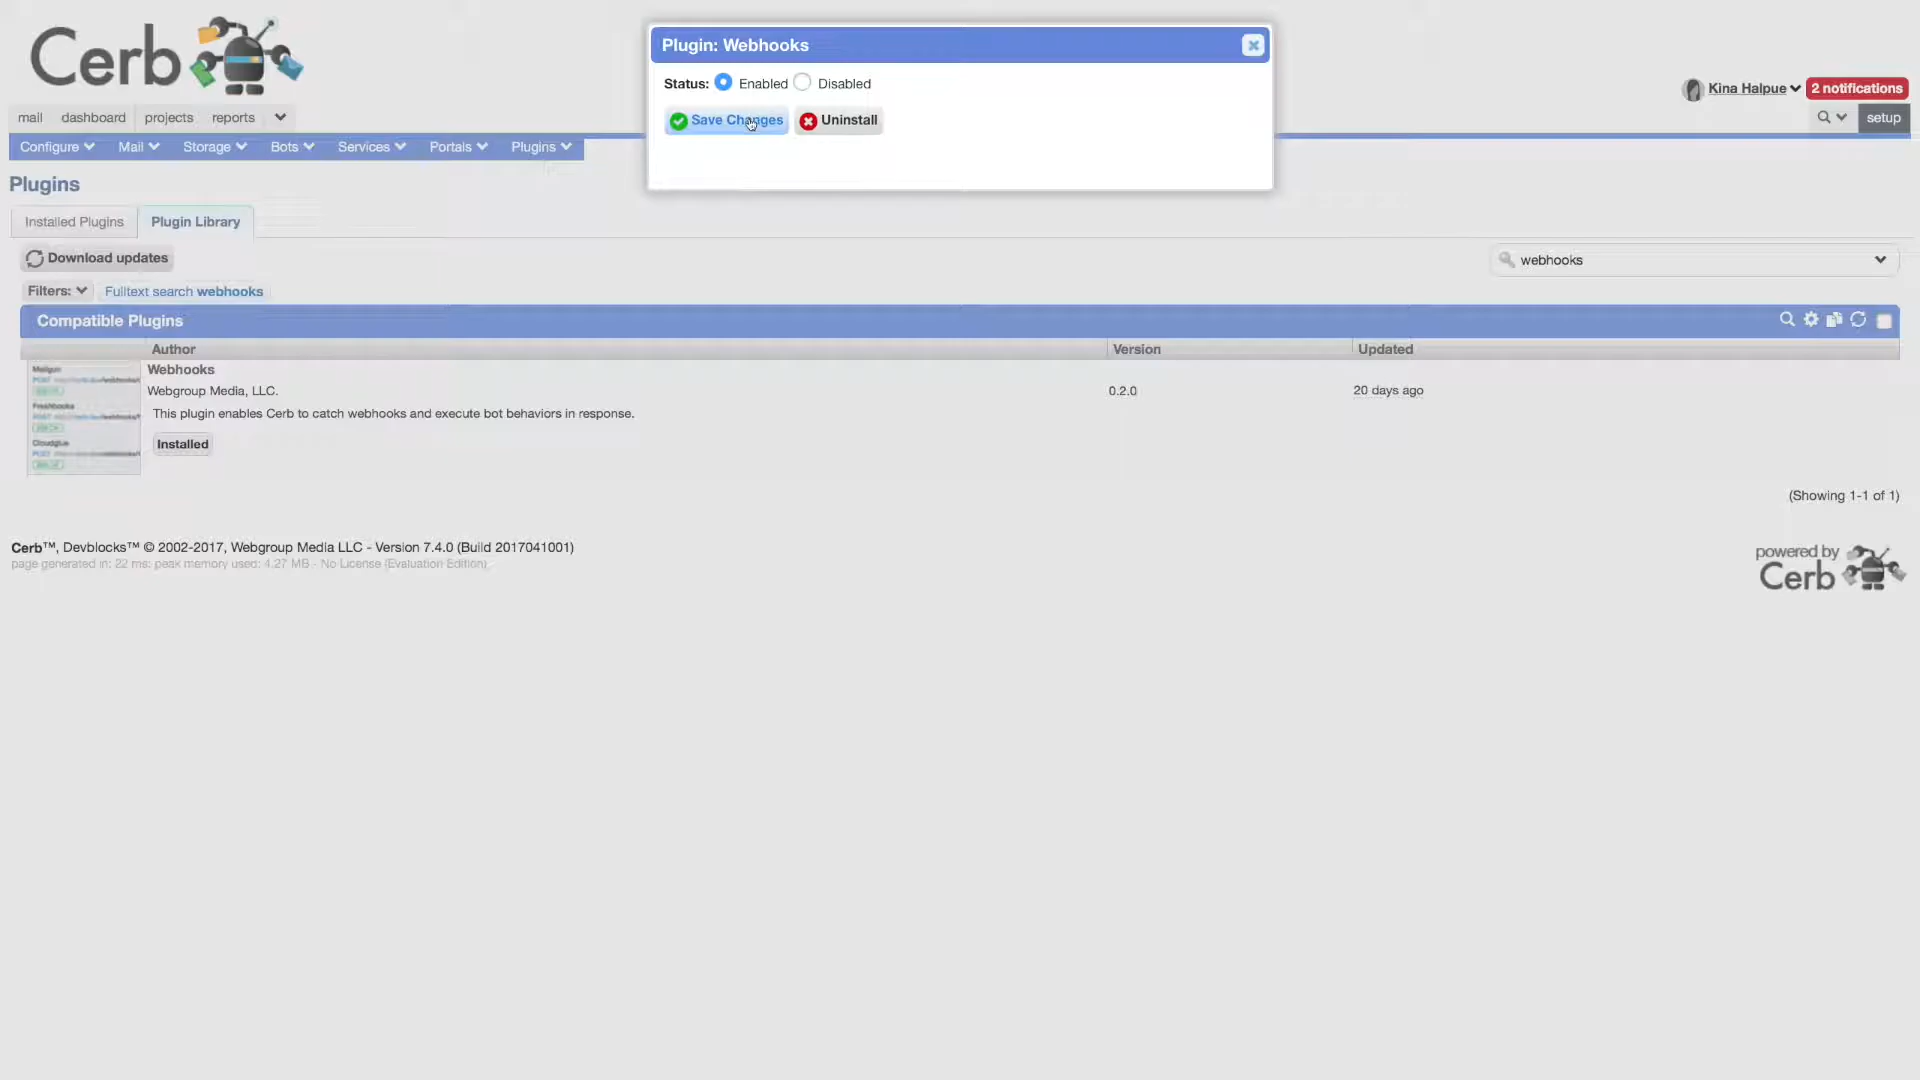 Cerb
Plugin: Webhooks
Status: Enabled Disabled
Save Changes Uninstall
Kina Halpue 2 notifications
mail dashboard projects reports
setup
Configure Mail Storage Bots Services Portals Plugins
Plugins
Installed Plugins Plugin Library
Download updates
webhooks
Filters: Fulltext search webhooks
Compatible Plugins
Author Version Updated
Mailgun
POST
Freshbooks
Cloudglue
POST
Webhooks
Webgroup Media, LLC. 0.2.0 20 days ago
This plugin enables Cerb to catch webhooks and execute bot behaviors in response.
Installed
(Showing 1-1 of 1)
Cerb™, Devblocks™ © 2002-2017, Webgroup Media LLC - Version 7.4.0 (Build 2017041001)
page generated in: 22 ms; peak memory used: 4.27 MB - No License (Evaluation Edition)
powered by
Cerb